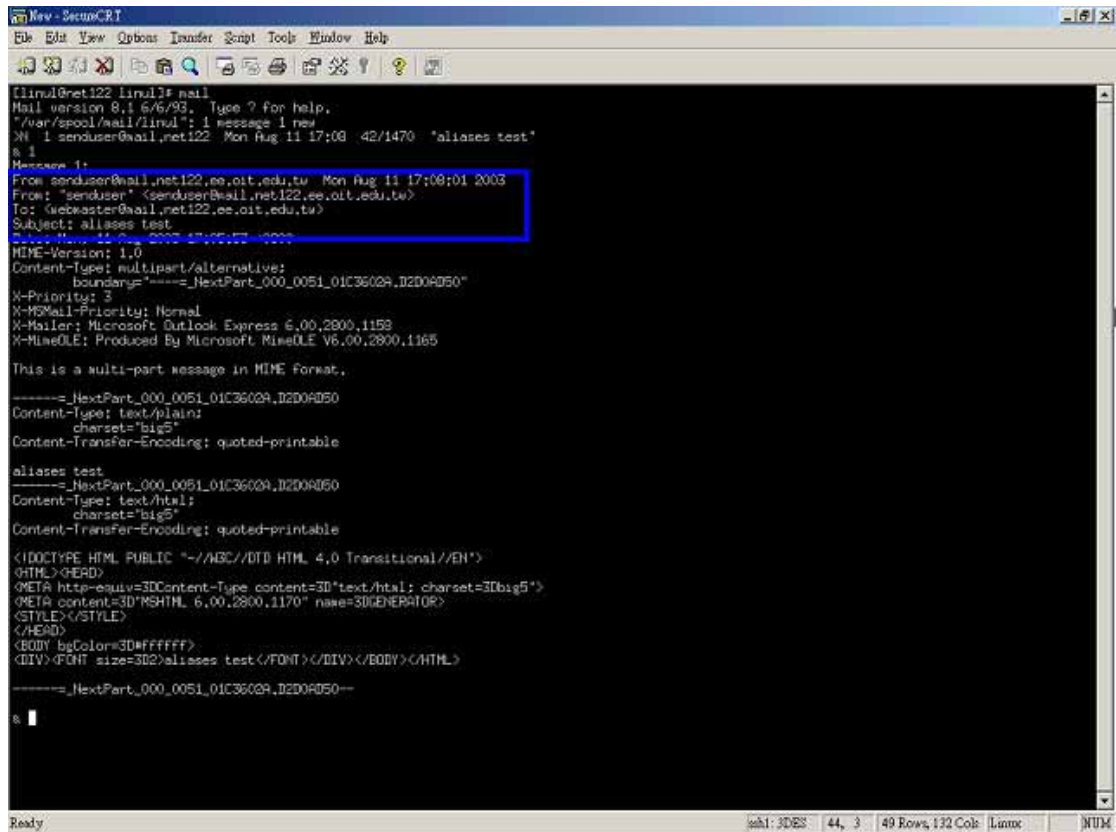 New - SecureCRT
File Edit View Options Transfer Script Tools Window Help
[linul@net122 linul]$ mail
Mail version 8.1 6/6/93.  Type ? for help.
"/var/spool/mail/linul": 1 message 1 new
>N  1 senduser@mail.net122  Mon Aug 11 17:08  42/1470  "aliases test"
& 1
Message 1:
From senduser@mail.net122.ee.oit.edu.tw  Mon Aug 11 17:08:01 2003
From: "senduser" <senduser@mail.net122.ee.oit.edu.tw>
To: <webmaster@mail.net122.ee.oit.edu.tw>
Subject: aliases test
Date: Mon, 11 Aug 2003
MIME-Version: 1.0
Content-Type: multipart/alternative;
boundary="----=_NextPart_000_0051_01C3602A.D2D0AD50"
X-Priority: 3
X-MSMail-Priority: Normal
X-Mailer: Microsoft Outlook Express 6.00.2800.1158
X-MimeOLE: Produced By Microsoft MimeOLE V6.00.2800.1165
This is a multi-part message in MIME format.
------=_NextPart_000_0051_01C3602A.D2D0AD50
Content-Type: text/plain;
charset="big5"
Content-Transfer-Encoding: quoted-printable
aliases test
------=_NextPart_000_0051_01C3602A.D2D0AD50
Content-Type: text/html;
charset="big5"
Content-Transfer-Encoding: quoted-printable
<!DOCTYPE HTML PUBLIC "-//W3C//DTD HTML 4.0 Transitional//EN">
<HTML><HEAD>
<META http-equiv=3DContent-Type content=3D"text/html; charset=3Dbig5">
<META content=3D"MSHTML 6.00.2800.1170" name=3DGENERATOR>
<STYLE></STYLE>
</HEAD>
<BODY bgColor=3D#ffffff>
<DIV><FONT size=3D2>aliases test</FONT></DIV></BODY></HTML>
------=_NextPart_000_0051_01C3602A.D2D0AD50--
&
Ready ssh1: 3DES 44, 3 49 Rows, 132 Cols Linux NUM